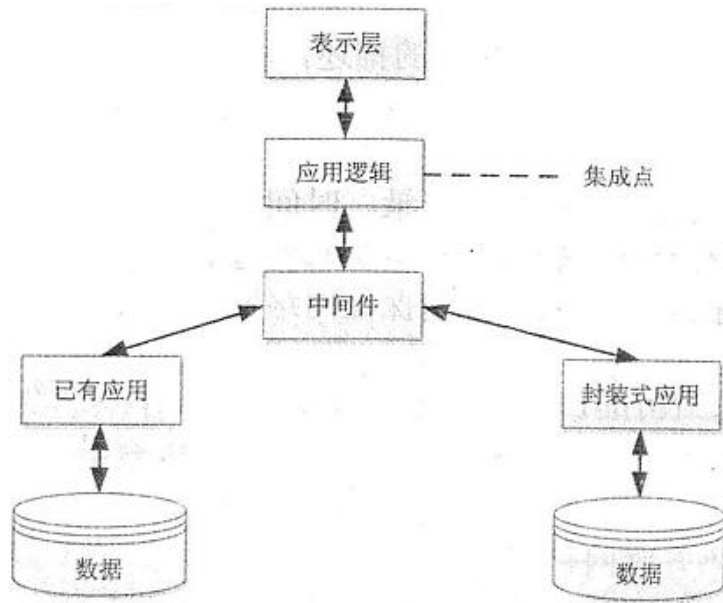 表示层
应用逻辑
集成点
中间件
已有应用
封装式应用
数据
数据